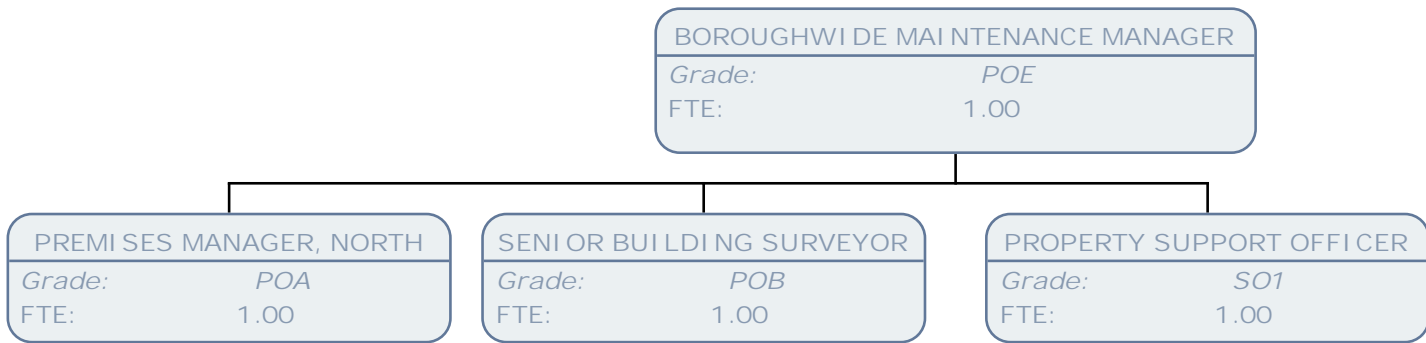 BOROUGHWIDE MAINTENANCE MANAGER
Grade: POE
FTE: 1.00
PREMISES MANAGER, NORTH
Grade: POA
FTE: 1.00
SENIOR BUILDING SURVEYOR
Grade: POB
FTE: 1.00
PROPERTY SUPPORT OFFICER
Grade: SO1
FTE: 1.00